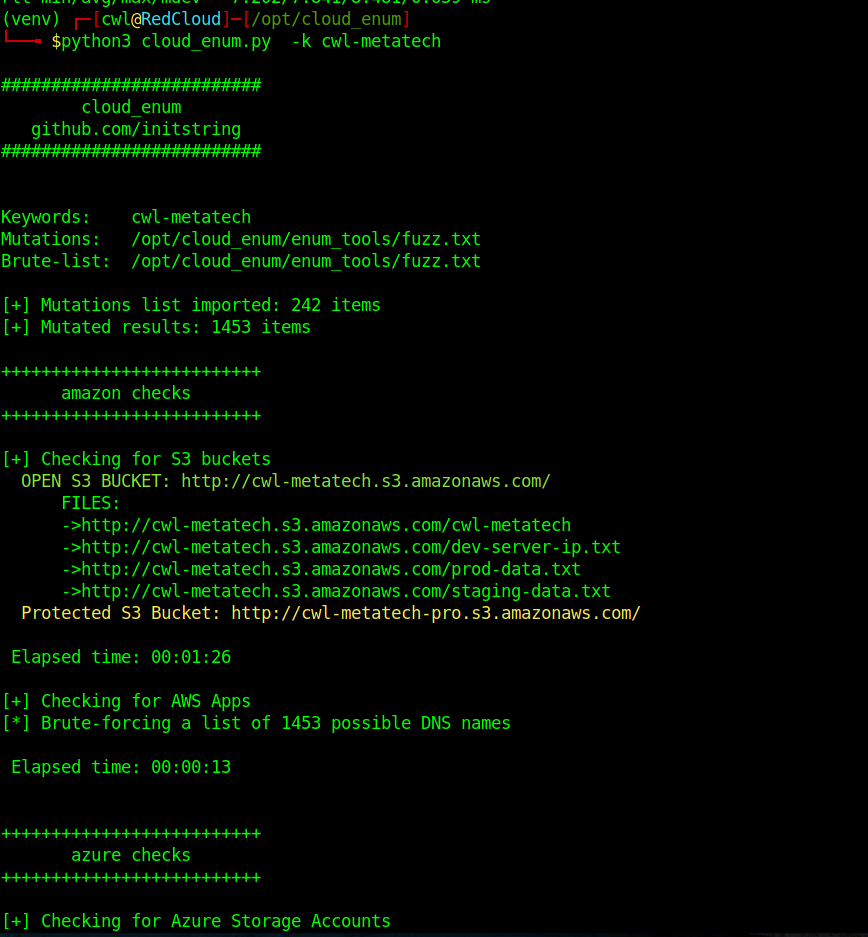 (venv) ┌─[cwl@RedCloud]─[/opt/cloud_enum]
└──╼ $python3 cloud_enum.py  -k cwl-metatech
##########################
        cloud_enum
   github.com/initstring
##########################
Keywords:    cwl-metatech
Mutations:   /opt/cloud_enum/enum_tools/fuzz.txt
Brute-list:  /opt/cloud_enum/enum_tools/fuzz.txt
[+] Mutations list imported: 242 items
[+] Mutated results: 1453 items
++++++++++++++++++++++++++
      amazon checks
++++++++++++++++++++++++++
[+] Checking for S3 buckets
  OPEN S3 BUCKET: http://cwl-metatech.s3.amazonaws.com/
      FILES:
      ->http://cwl-metatech.s3.amazonaws.com/cwl-metatech
      ->http://cwl-metatech.s3.amazonaws.com/dev-server-ip.txt
      ->http://cwl-metatech.s3.amazonaws.com/prod-data.txt
      ->http://cwl-metatech.s3.amazonaws.com/staging-data.txt
  Protected S3 Bucket: http://cwl-metatech-pro.s3.amazonaws.com/
 Elapsed time: 00:01:26
[+] Checking for AWS Apps
[*] Brute-forcing a list of 1453 possible DNS names
 Elapsed time: 00:00:13
++++++++++++++++++++++++++
       azure checks
++++++++++++++++++++++++++
[+] Checking for Azure Storage Accounts